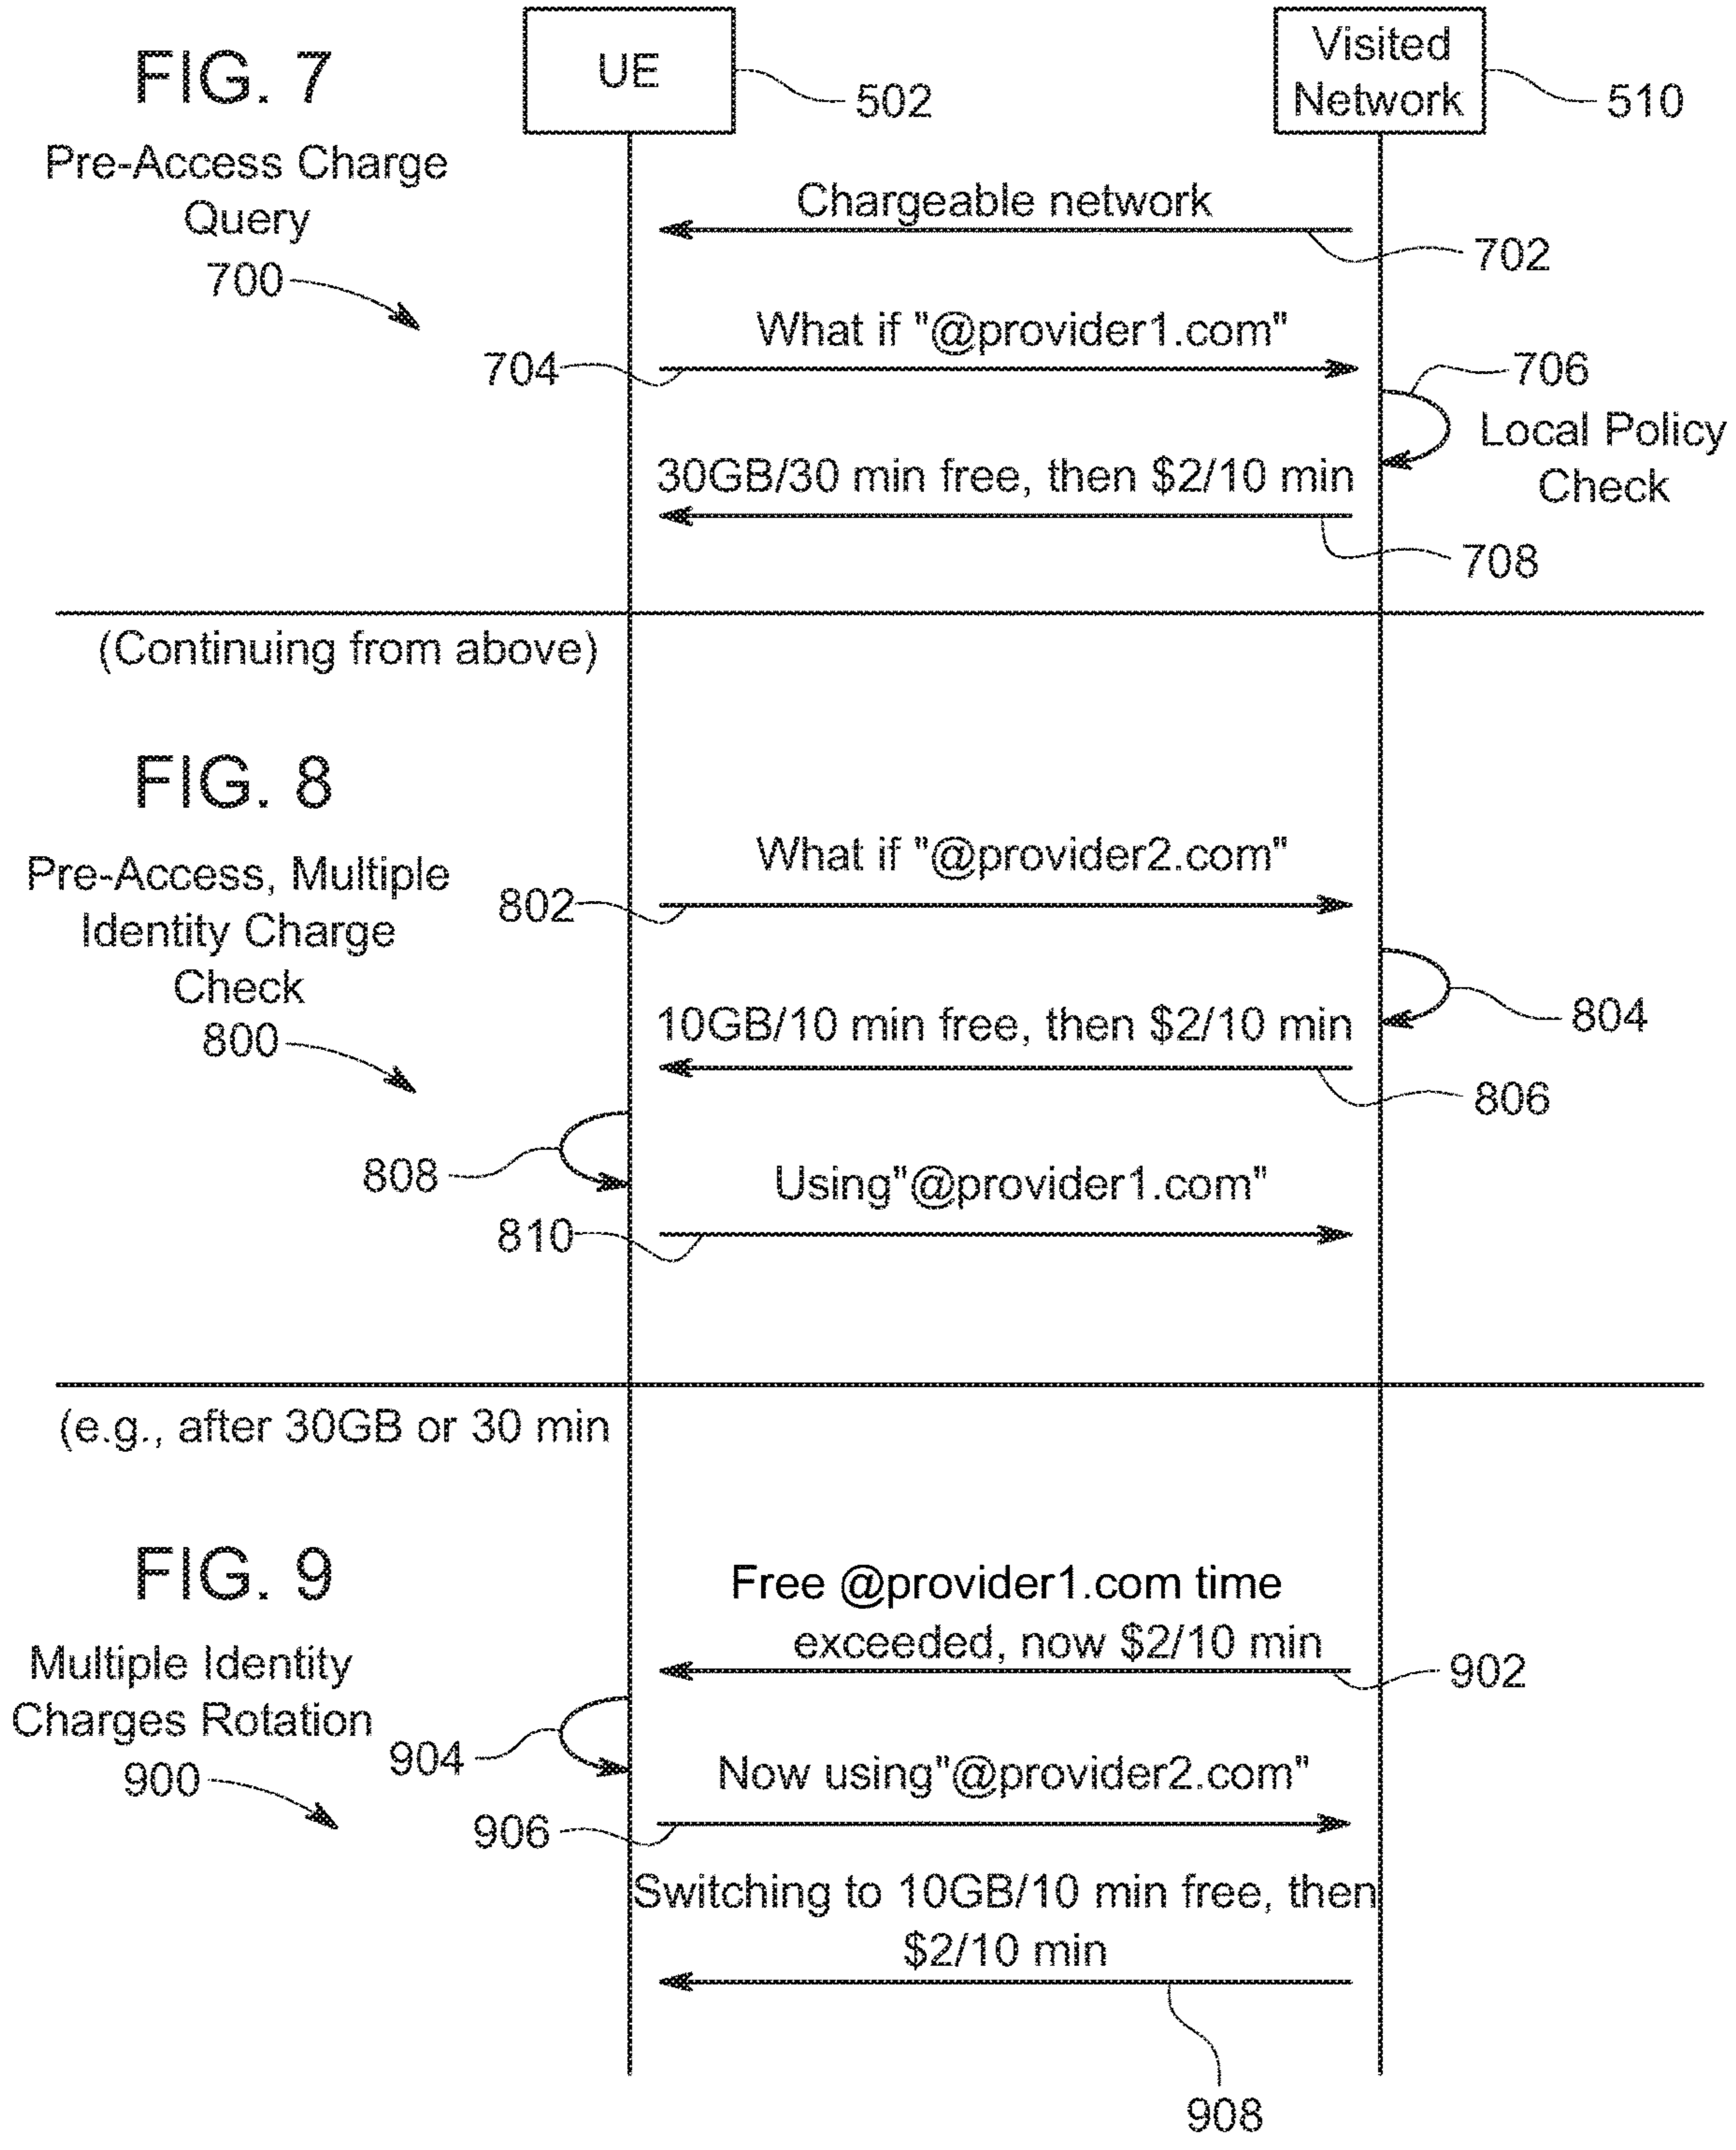 FIG. 7
UE
502
Visited
Network
510
Pre-Access Charge
Query
700
Chargeable network
702
What if "@provider1.com"
704
706
Local Policy
Check
30GB/30 min free, then $2/10 min
708
(Continuing from above)
FIG. 8
Pre-Access, Multiple
Identity Charge
Check
800
What if "@provider2.com"
802
804
10GB/10 min free, then $2/10 min
806
808
Using"@provider1.com"
810
(e.g., after 30GB or 30 min
FIG. 9
Multiple Identity
Charges Rotation
900
Free @provider1.com time
exceeded, now $2/10 min
902
904
Now using"@provider2.com"
906
Switching to 10GB/10 min free, then
$2/10 min
908